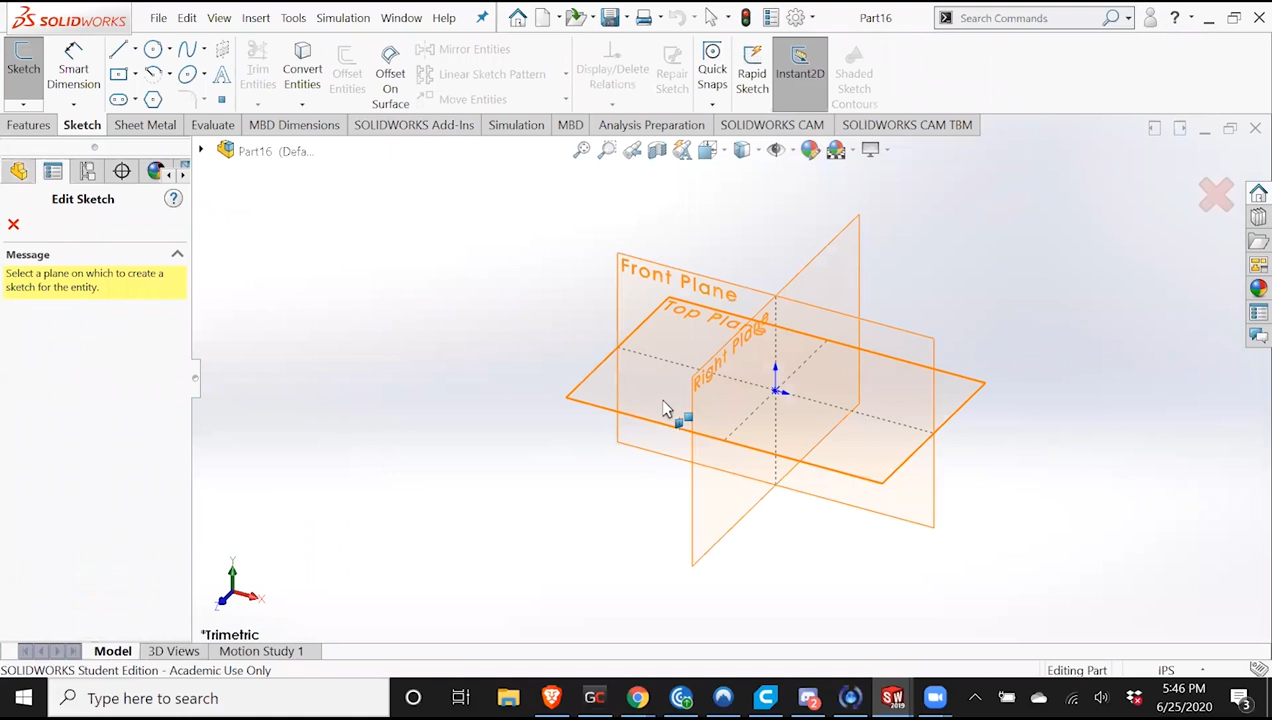 SOLIDWORKS File Edit View Insert Tools Simulation Window Help Part16 Search Commands ?
Sketch
Smart Dimension
Trim Entities
Convert Entities
Offset Entities
Offset On Surface
Mirror Entities
Linear Sketch Pattern
Move Entities
Display/Delete Relations
Repair Sketch
Quick Snaps
Rapid Sketch
Instant2D
Shaded Sketch Contours
Features Sketch Sheet Metal Evaluate MBD Dimensions SOLIDWORKS Add-Ins Simulation MBD Analysis Preparation SOLIDWORKS CAM SOLIDWORKS CAM TBM
Part16 (Defa...
Edit Sketch ?
Message
Select a plane on which to create a
sketch for the entity.
Front Plane
Top Plane
Right Plane
Y
X
Z
*Trimetric
Model 3D Views Motion Study 1
SOLIDWORKS Student Edition - Academic Use Only Editing Part IPS
Type here to search
GC
SW
2019
2
5:46 PM
6/25/2020
3